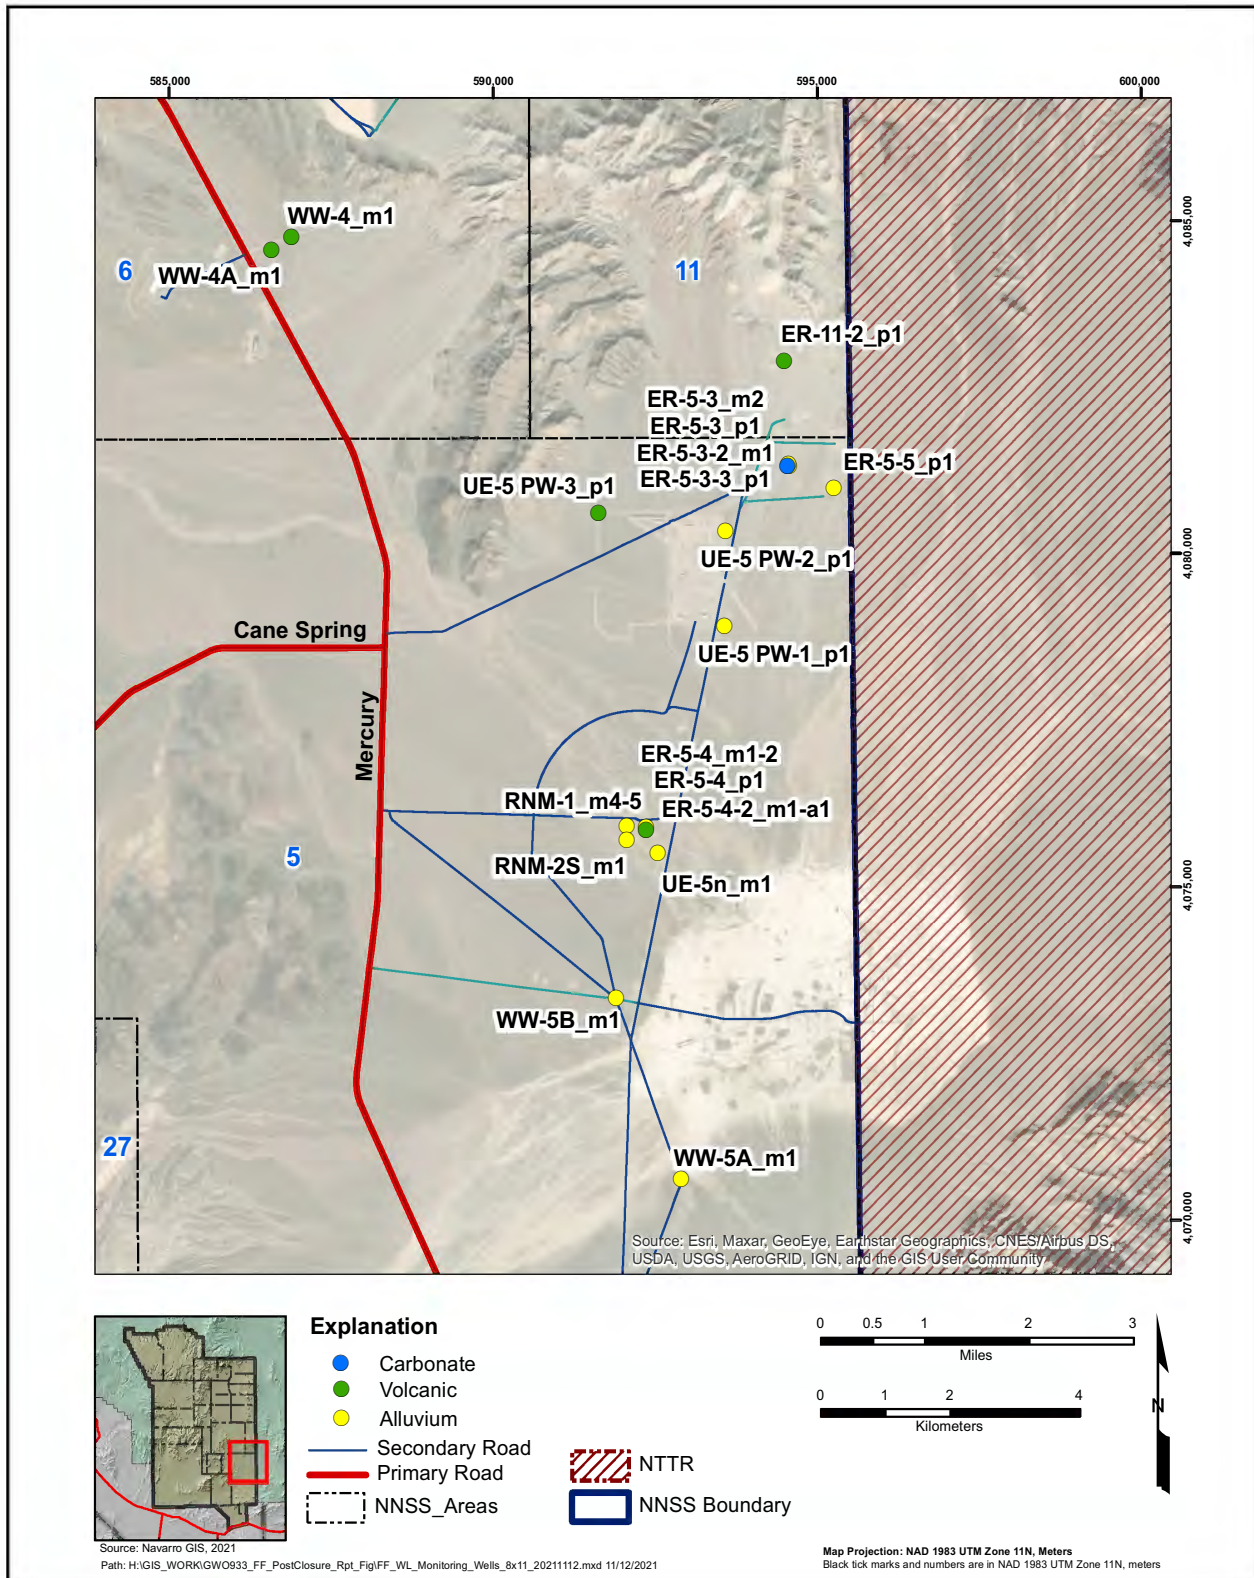 585,000
590,000
595,000
600,000
4,085,000
4,080,000
4,075,000
4,070,000
WW-4_m1
WW-4A_m1
6
11
ER-11-2_p1
ER-5-3_m2
ER-5-3_p1
ER-5-3-2_m1
ER-5-3-3_p1
ER-5-5_p1
UE-5 PW-3_p1
UE-5 PW-2_p1
Cane Spring
UE-5 PW-1_p1
Mercury
ER-5-4_m1-2
ER-5-4_p1
RNM-1_m4-5
ER-5-4-2_m1-a1
5
RNM-2S_m1
UE-5n_m1
WW-5B_m1
27
WW-5A_m1
Source: Esri, Maxar, GeoEye, Earthstar Geographics, CNES/Airbus DS,
USDA, USGS, AeroGRID, IGN, and the GIS User Community
Explanation
Carbonate
Volcanic
Alluvium
Secondary Road
Primary Road
NNSS_Areas
NTTR
NNSS Boundary
0 0.5 1 2 3
Miles
0 1 2 4
Kilometers
N
Source: Navarro GIS, 2021
Path: H:\GIS_WORK\GWO933_FF_PostClosure_Rpt_Fig\FF_WL_Monitoring_Wells_8x11_20211112.mxd 11/12/2021
Map Projection: NAD 1983 UTM Zone 11N, Meters
Black tick marks and numbers are in NAD 1983 UTM Zone 11N, meters